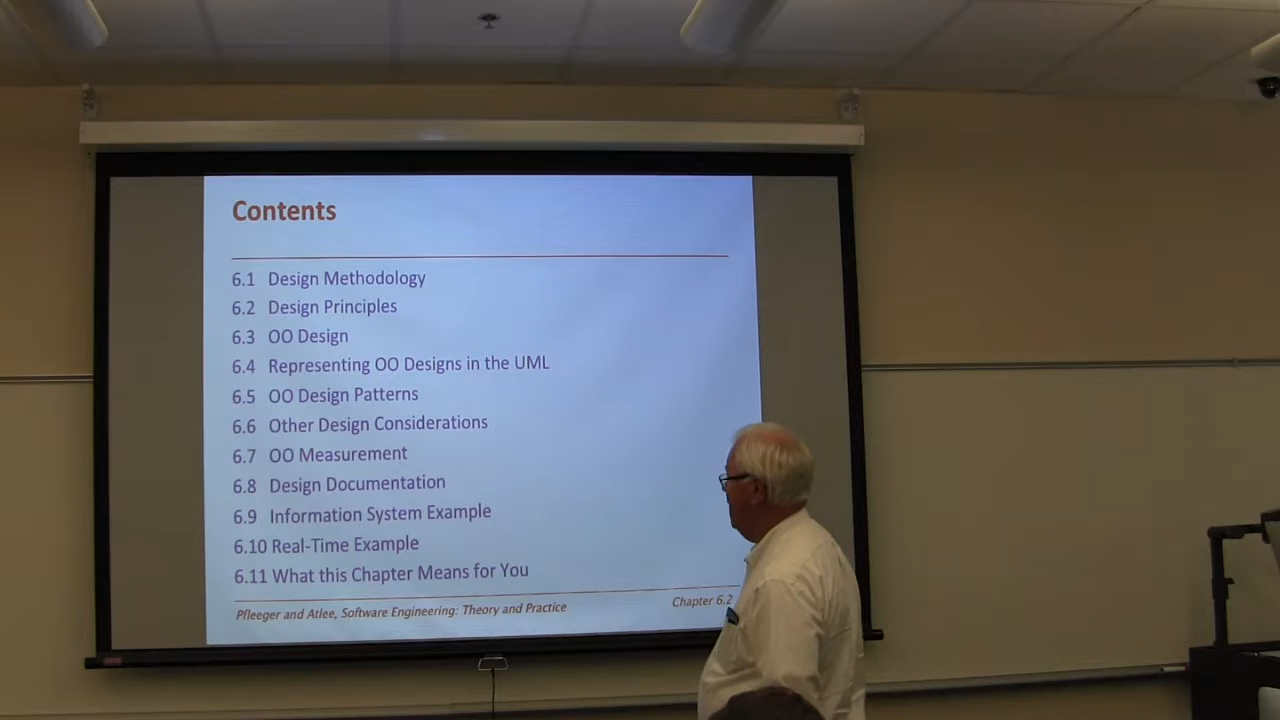 Contents
6.1 Design Methodology
6.2 Design Principles
6.3 OO Design
6.4 Representing OO Designs in the UML
6.5 OO Design Patterns
6.6 Other Design Considerations
6.7 OO Measurement
6.8 Design Documentation
6.9 Information System Example
6.10 Real-Time Example
6.11 What this Chapter Means for You
Pfleeger and Atlee, Software Engineering: Theory and Practice Chapter 6.2